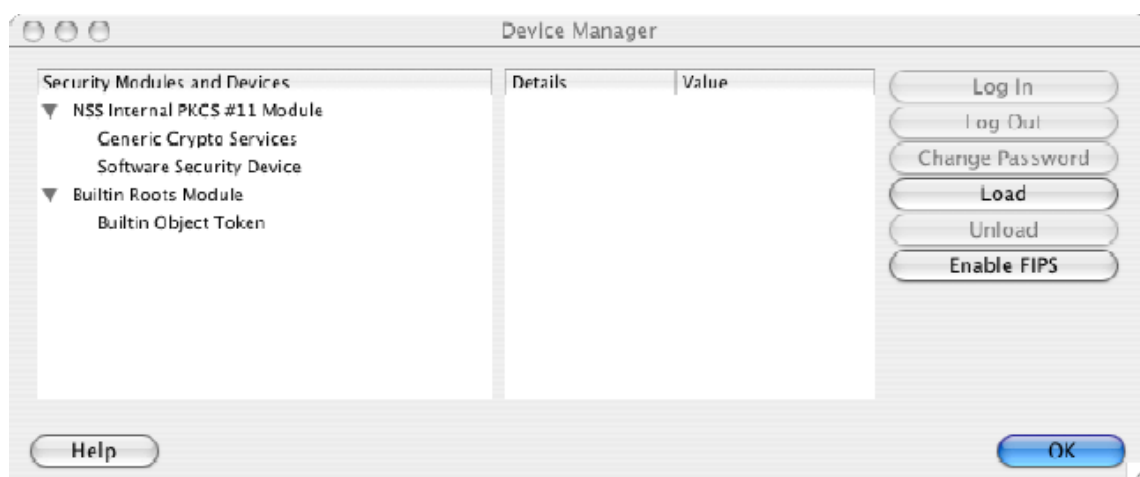 Device Manager
Security Modules and Devices
Details
Value
NSS Internal PKCS #11 Module
Generic Crypto Services
Software Security Device
Builtin Roots Module
Builtin Object Token
Log In
Log Out
Change Password
Load
Unload
Enable FIPS
Help
OK